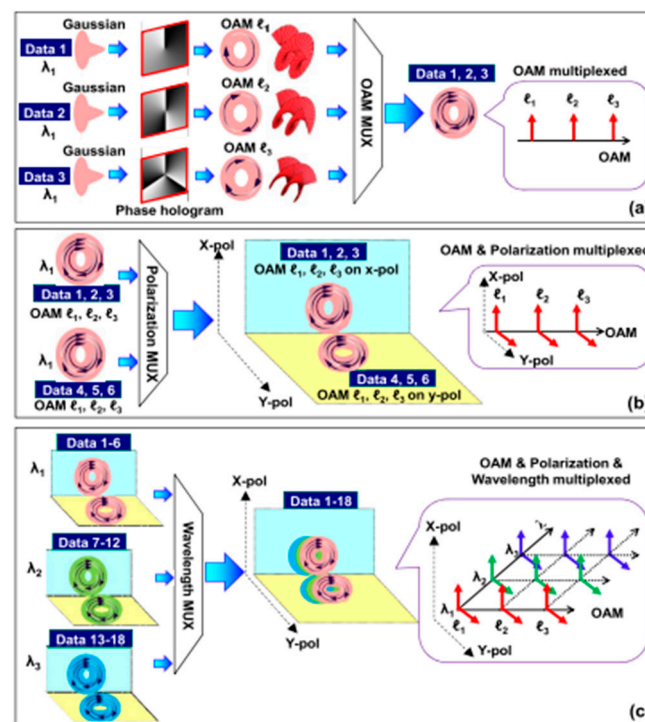 Gaussian
OAM ℓ1
Data 1
λ1
Gaussian
OAM ℓ2
Data 2
λ1
Gaussian
OAM ℓ3
Data 3
λ1
Phase hologram
OAM MUX
Data 1, 2, 3
OAM multiplexed
ℓ1 ℓ2 ℓ3
OAM
(a)
λ1
Data 1, 2, 3
OAM ℓ1, ℓ2, ℓ3
λ1
Data 4, 5, 6
OAM ℓ1, ℓ2, ℓ3
Polarization MUX
X-pol
Data 1, 2, 3
OAM ℓ1, ℓ2, ℓ3 on x-pol
Data 4, 5, 6
OAM ℓ1, ℓ2, ℓ3 on y-pol
Y-pol
OAM & Polarization multiplexed
X-pol
ℓ1 ℓ2 ℓ3
OAM
Y-pol
(b)
Data 1-6
λ1
Data 7-12
λ2
Data 13-18
λ3
Wavelength MUX
X-pol
Data 1-18
Y-pol
OAM & Polarization &
Wavelength multiplexed
X-pol
λ3
λ2
λ1
ℓ1 ℓ2 ℓ3
OAM
Y-pol
(c)